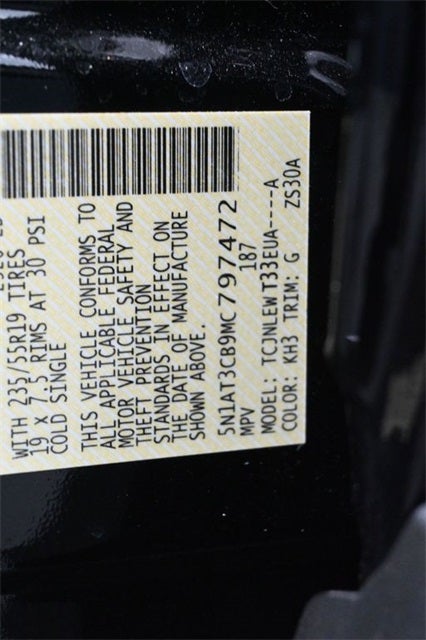 WITH 235/55R19 TIRES
19 X 7.5 RIMS AT 30 PSI
COLD SINGLE
THIS VEHICLE CONFORMS TO
ALL APPLICABLE FEDERAL
MOTOR VEHICLE SAFETY AND
THEFT PREVENTION
STANDARDS IN EFFECT ON
THE DATE OF MANUFACTURE
SHOWN ABOVE.
5N1AT3CB9MC797472
MPV 187
MODEL: TCJNLEW T33EUA----A
COLOR: KH3 TRIM: G ZS30A